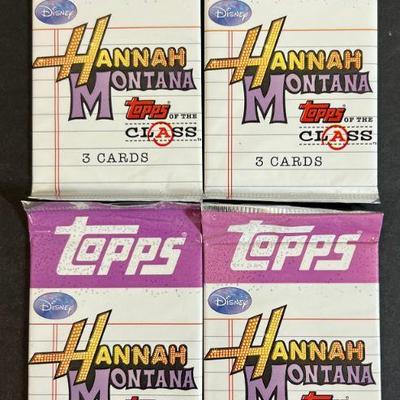 Disney
HANNAH
MONTANA
Topps OF THE
CLASS
3 CARDS
Disney
HANNAH
MONTANA
Topps OF THE
CLASS
3 CARDS
Topps
Disney
HANNAH
MONTANA
Topps
Disney
HANNAH
MONTANA